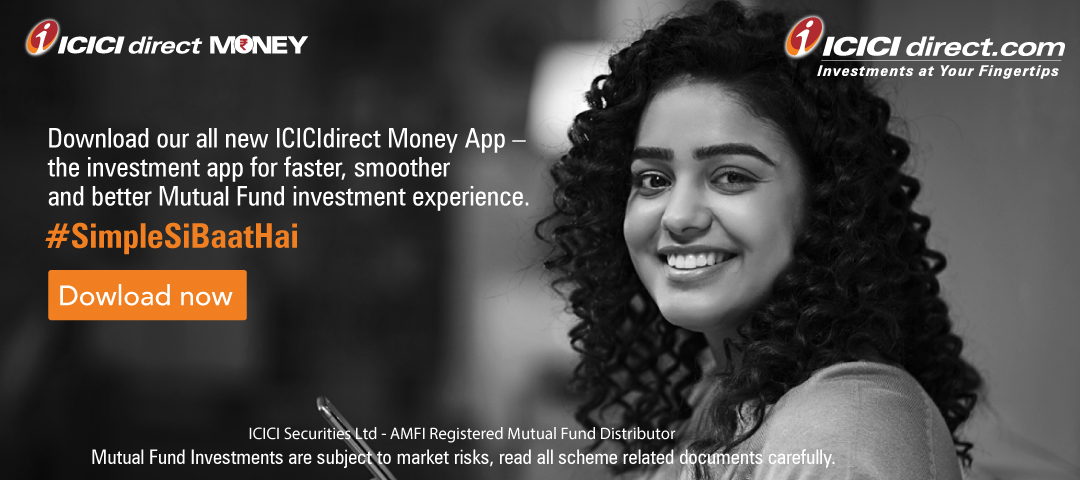 i ICICI direct MONEY
i ICICI direct.com
Investments at Your Fingertips
Download our all new ICICIdirect Money App –
the investment app for faster, smoother
and better Mutual Fund investment experience.
#SimpleSiBaatHai
Dowload now
ICICI Securities Ltd - AMFI Registered Mutual Fund Distributor
Mutual Fund Investments are subject to market risks, read all scheme related documents carefully.